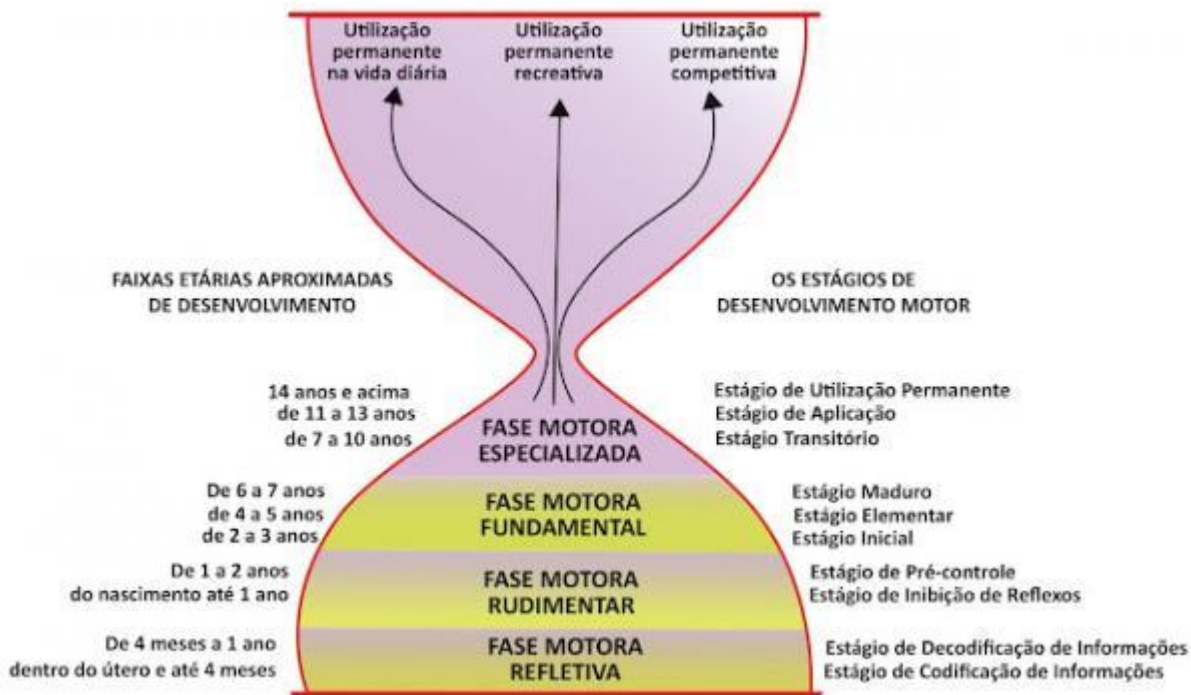 Utilização
permanente
na vida diária
Utilização
permanente
recreativa
Utilização
permanente
competitiva
FAIXAS ETÁRIAS APROXIMADAS
DE DESENVOLVIMENTO
OS ESTÁGIOS DE
DESENVOLVIMENTO MOTOR
14 anos e acima
de 11 a 13 anos
de 7 a 10 anos
FASE MOTORA
ESPECIALIZADA
Estágio de Utilização Permanente
Estágio de Aplicação
Estágio Transitório
De 6 a 7 anos
de 4 a 5 anos
de 2 a 3 anos
FASE MOTORA
FUNDAMENTAL
Estágio Maduro
Estágio Elementar
Estágio Inicial
De 1 a 2 anos
do nascimento até 1 ano
FASE MOTORA
RUDIMENTAR
Estágio de Pré-controle
Estágio de Inibição de Reflexos
De 4 meses a 1 ano
dentro do útero e até 4 meses
FASE MOTORA
REFLETIVA
Estágio de Decodificação de Informações
Estágio de Codificação de Informações